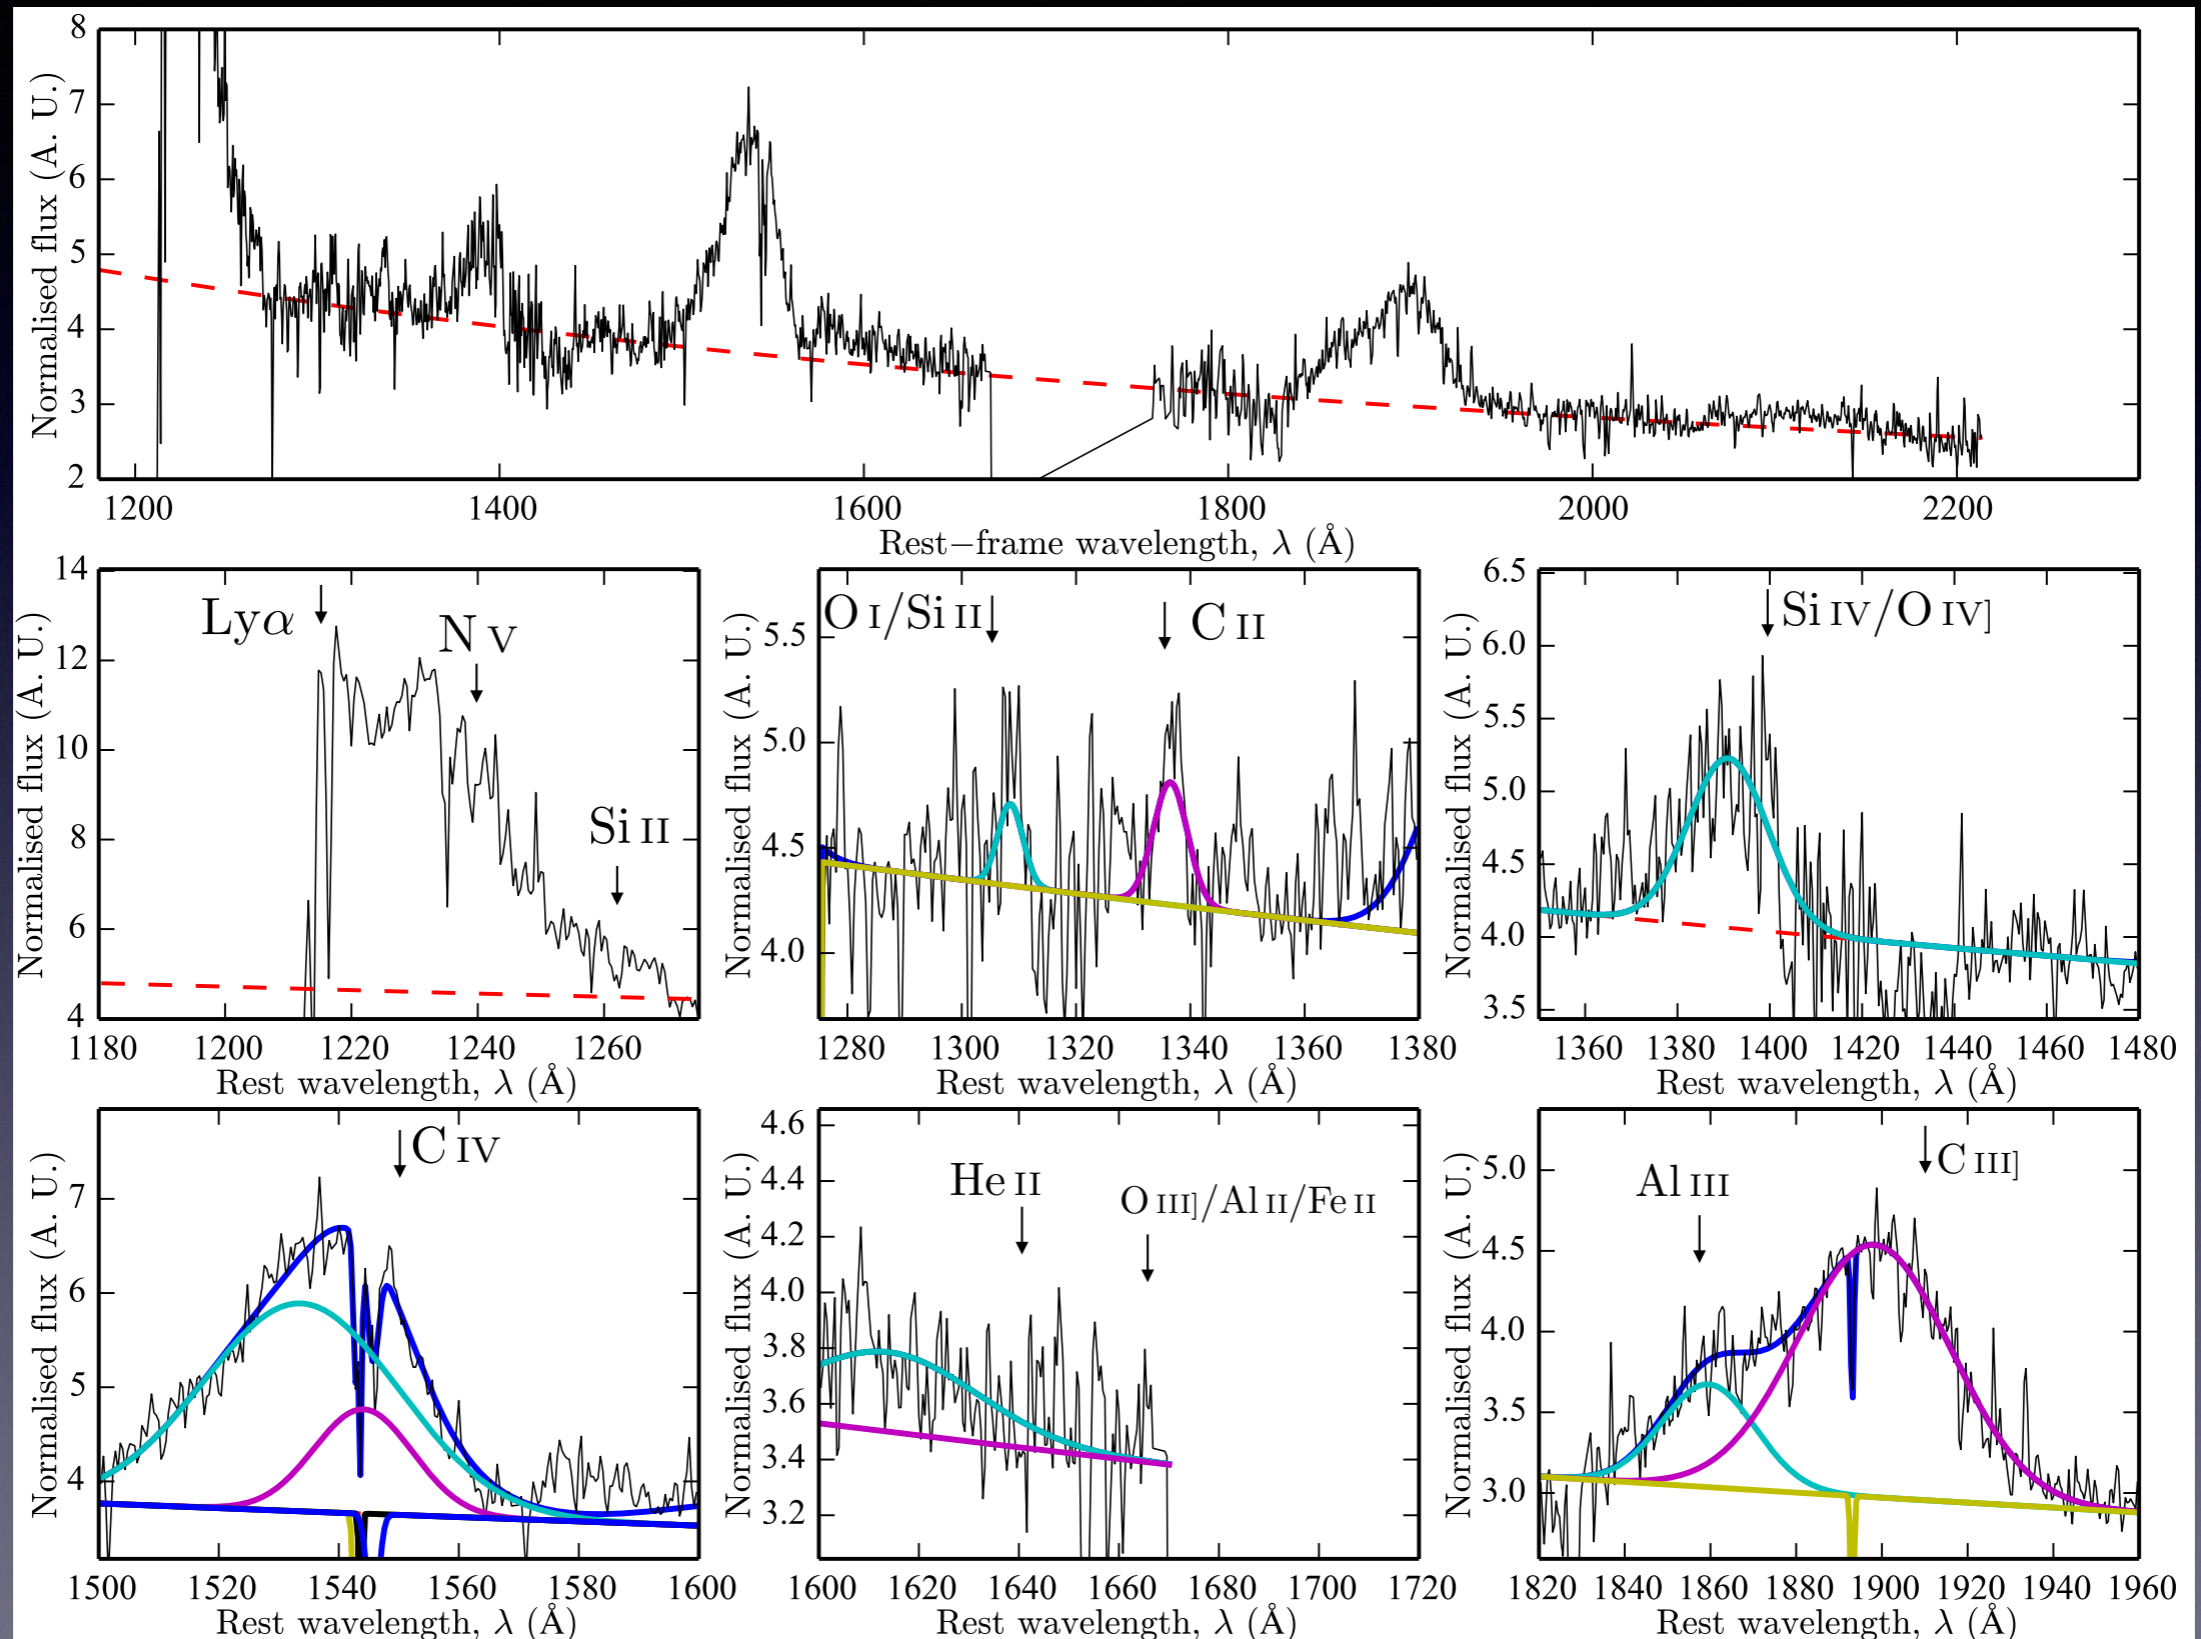 Normalised flux (A. U.)
8
7
6
5
4
3
2
1200 1400 1600 1800 2000 2200
Rest−frame wavelength, λ (Å)
Normalised flux (A. U.)
14
12
10
8
6
4
Lyα
N V
Si II
1180 1200 1220 1240 1260
Rest wavelength, λ (Å)
Normalised flux (A. U.)
5.5
5.0
4.5
4.0
O I/Si II
C II
1280 1300 1320 1340 1360 1380
Rest wavelength, λ (Å)
Normalised flux (A. U.)
6.5
6.0
5.5
5.0
4.5
4.0
3.5
Si IV/O IV]
1360 1380 1400 1420 1440 1460 1480
Rest wavelength, λ (Å)
Normalised flux (A. U.)
7
6
5
4
C IV
1500 1520 1540 1560 1580 1600
Rest wavelength, λ (Å)
Normalised flux (A. U.)
4.6
4.4
4.2
4.0
3.8
3.6
3.4
3.2
He II
O III]/Al II/Fe II
1600 1620 1640 1660 1680 1700 1720
Rest wavelength, λ (Å)
Normalised flux (A. U.)
5.0
4.5
4.0
3.5
3.0
Al III
C III]
1820 1840 1860 1880 1900 1920 1940 1960
Rest wavelength, λ (Å)